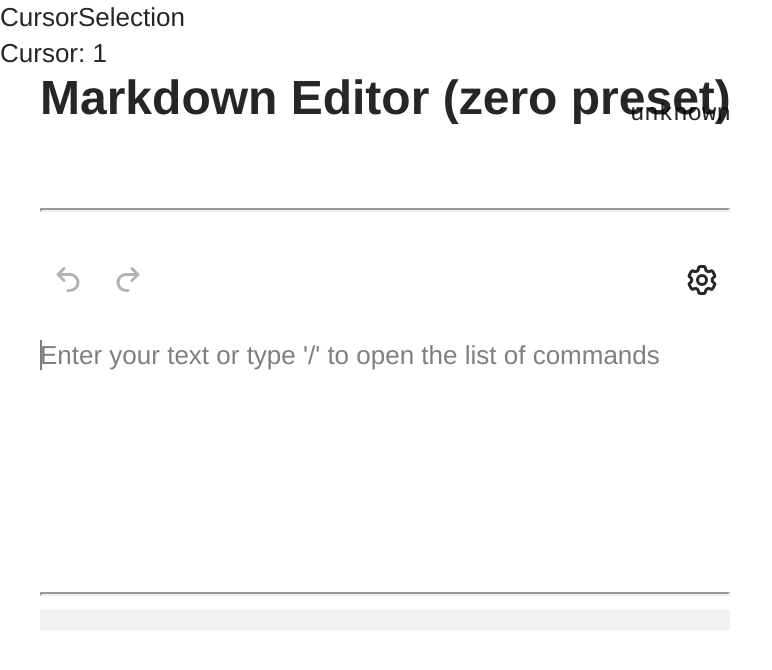 CursorSelection
Cursor: 1
Markdown Editor (zero preset)
unknown
Enter your text or type '/' to open the list of commands